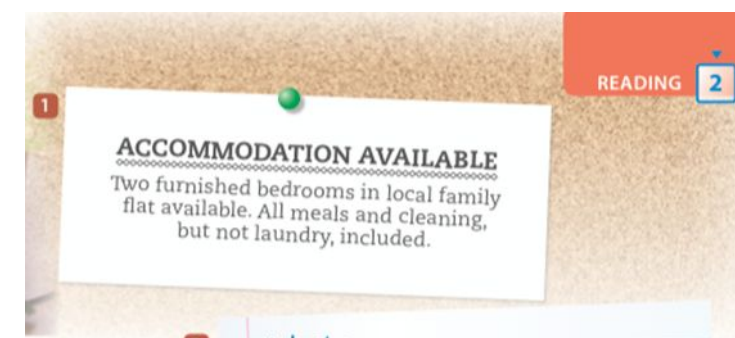 READING 2
1
ACCOMMODATION AVAILABLE
Two furnished bedrooms in local family
flat available. All meals and cleaning,
but not laundry, included.